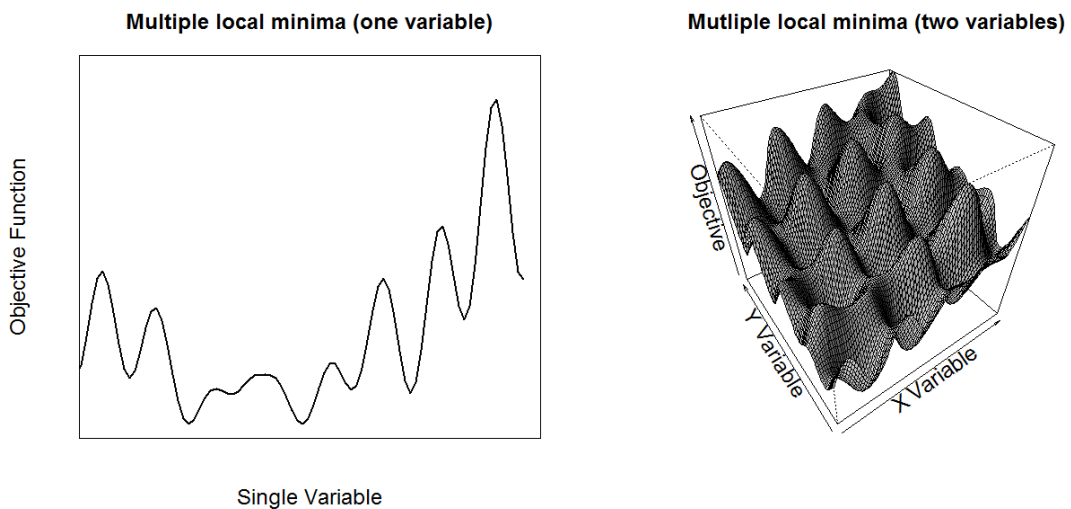 Multiple local minima (one variable)
Mutliple local minima (two variables)
Objective Function
Single Variable
Objective
Y Variable
X Variable